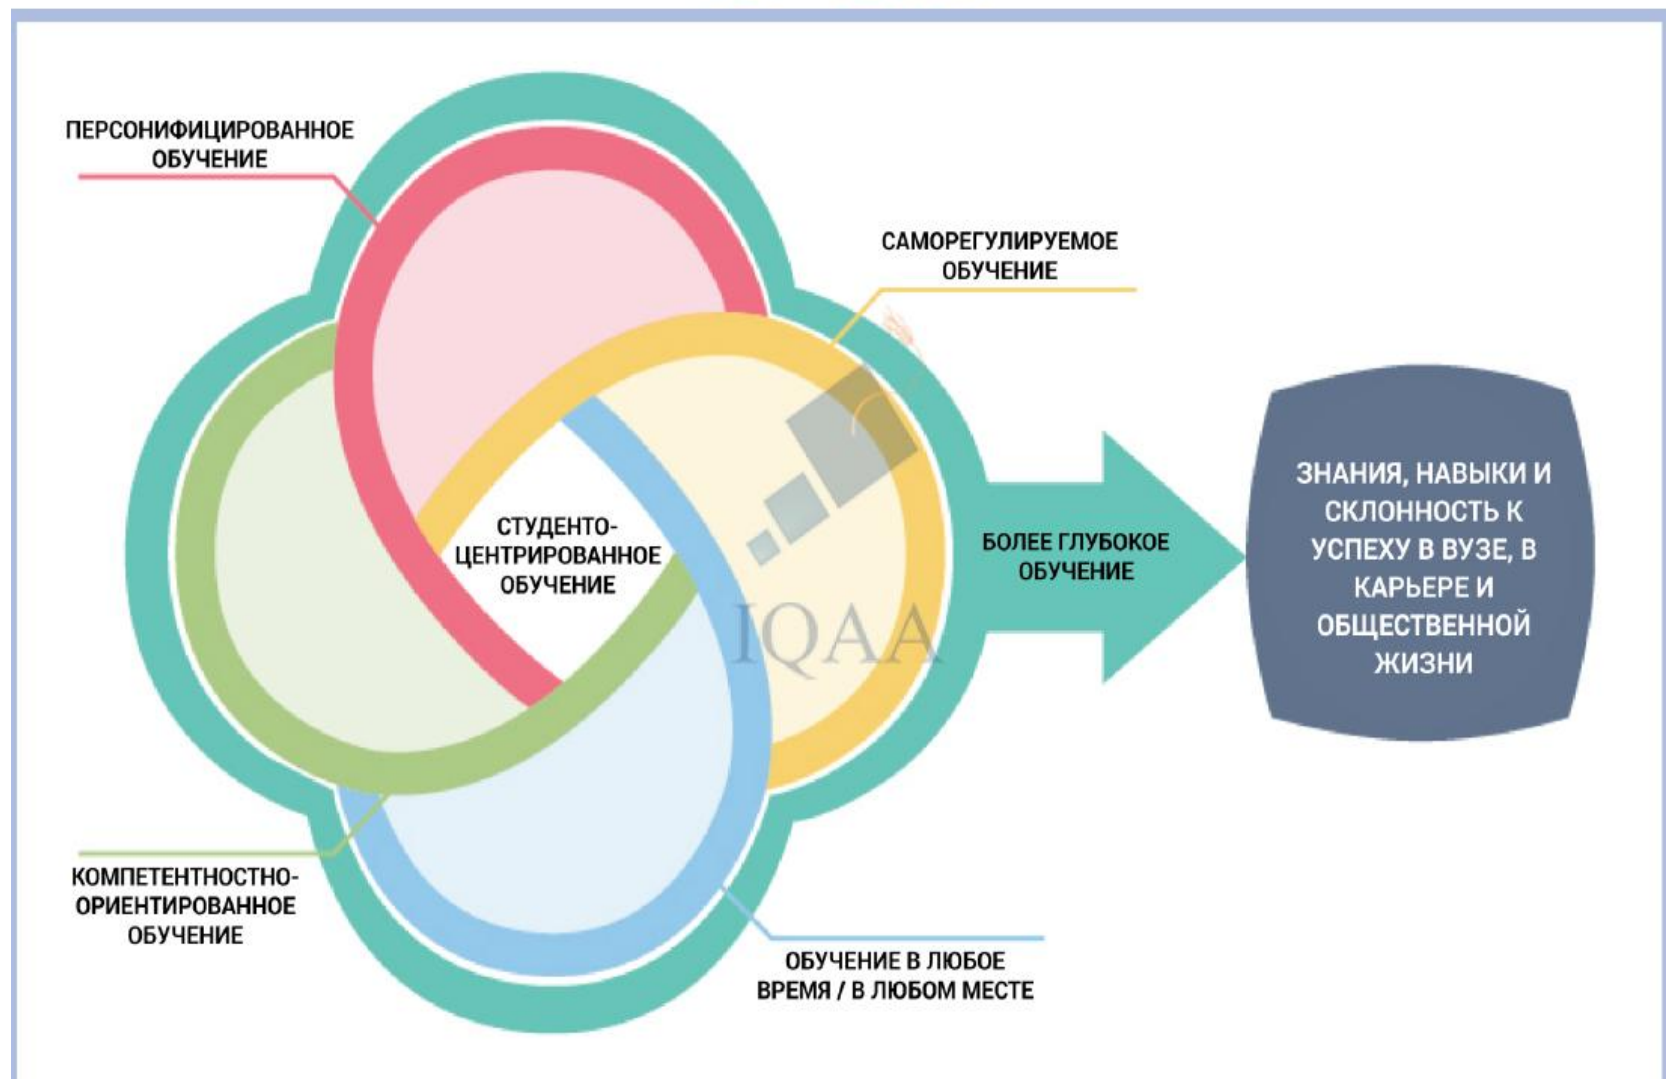 ПЕРСОНИФИЦИРОВАННОЕ
ОБУЧЕНИЕ
САМОРЕГУЛИРУЕМОЕ
ОБУЧЕНИЕ
СТУДЕНТО-
ЦЕНТРИРОВАННОЕ
ОБУЧЕНИЕ
IQAA
БОЛЕЕ ГЛУБОКОЕ
ОБУЧЕНИЕ
ЗНАНИЯ, НАВЫКИ И
СКЛОННОСТЬ К
УСПЕХУ В ВУЗЕ, В
КАРЬЕРЕ И
ОБЩЕСТВЕННОЙ
ЖИЗНИ
КОМПЕТЕНТНОСТНО-
ОРИЕНТИРОВАННОЕ
ОБУЧЕНИЕ
ОБУЧЕНИЕ В ЛЮБОЕ
ВРЕМЯ / В ЛЮБОМ МЕСТЕ